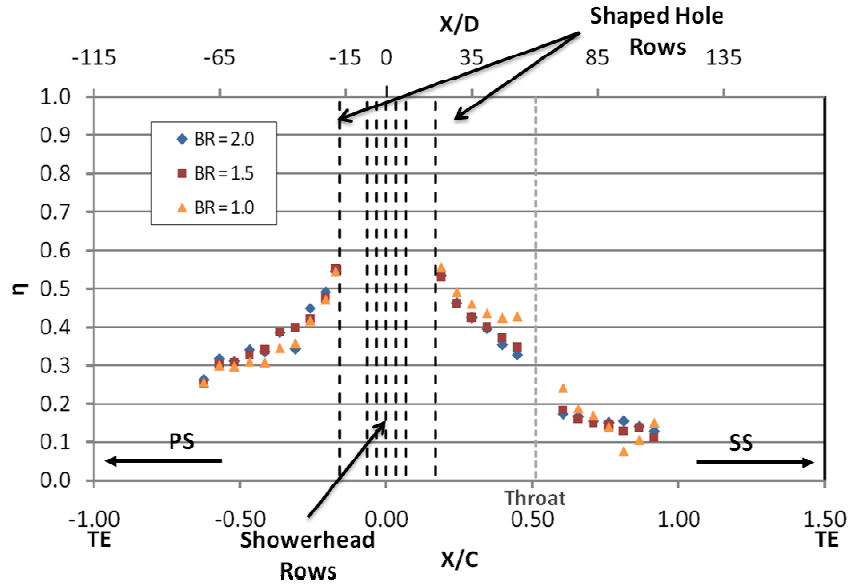 X/D
Shaped Hole
Rows
-115 -65 -15 0 35 85 135
1.0
0.9
0.8
0.7
0.6
0.5
0.4
0.3
0.2
0.1
0.0
η
BR = 2.0
BR = 1.5
BR = 1.0
PS
SS
Throat
-1.00 -0.50 0.00 0.50 1.00 1.50
TE
Showerhead
Rows
X/C
TE